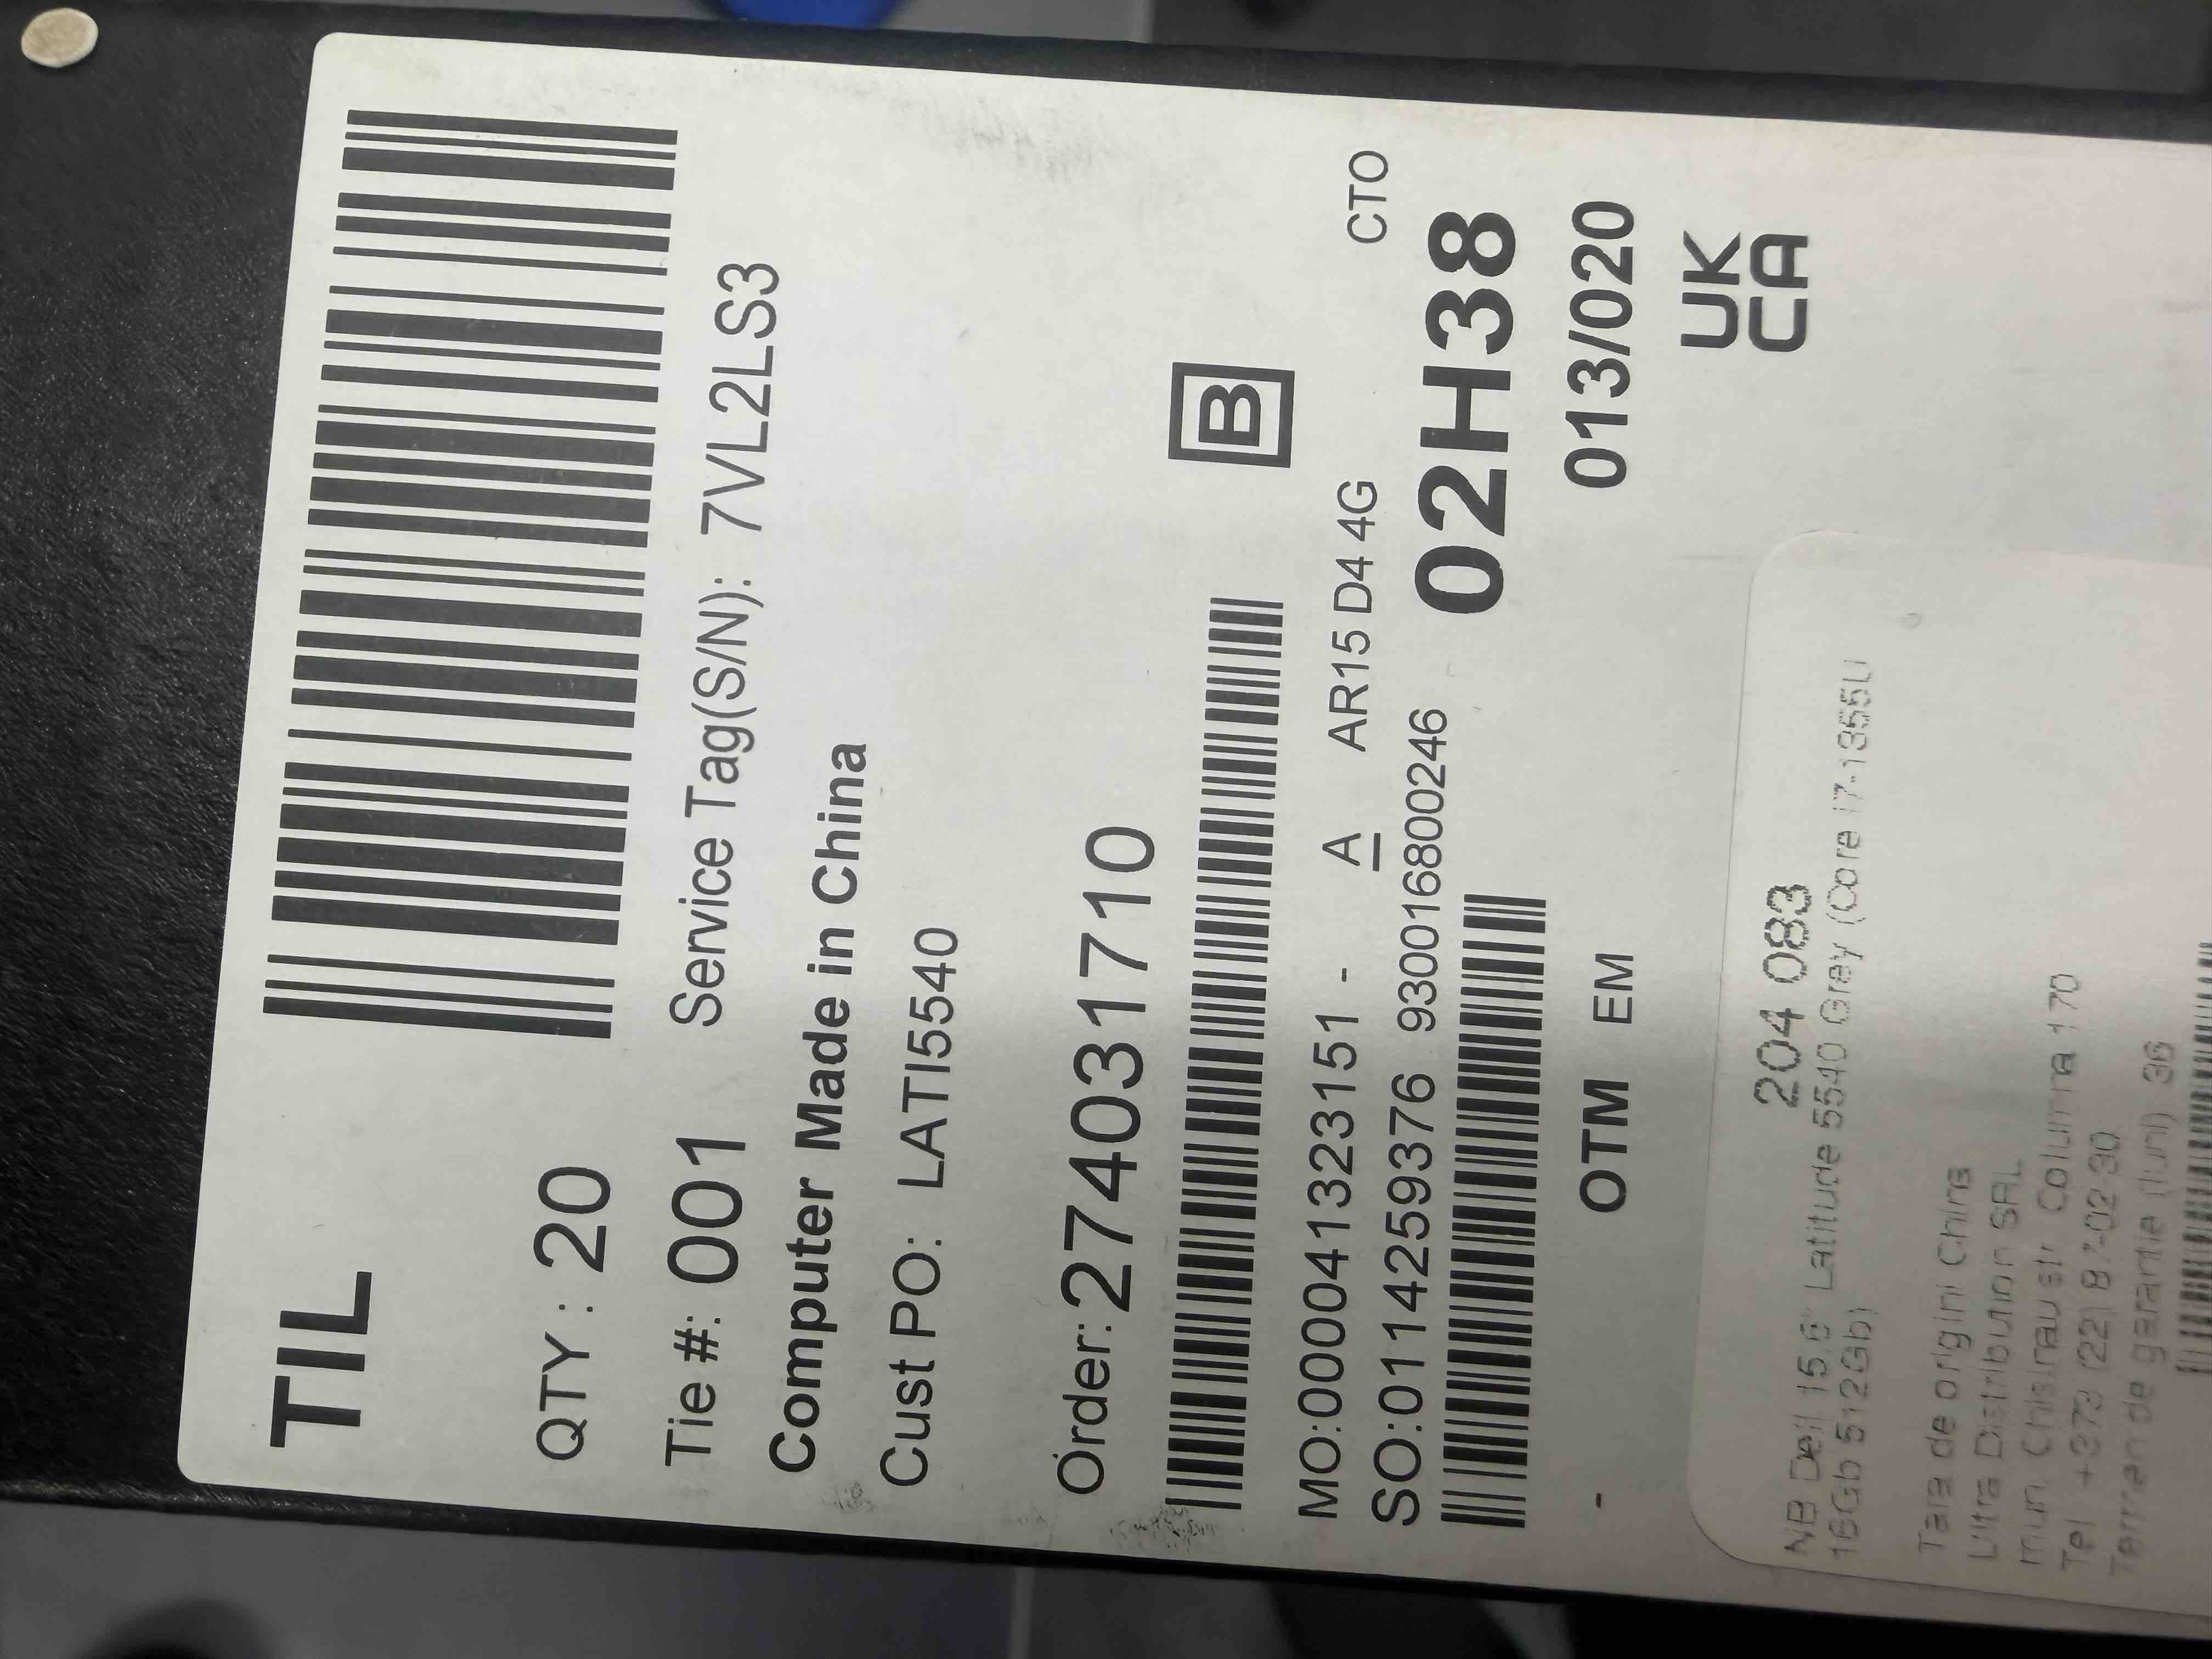 TIL
QTY : 20
Tie #: 001 Service Tag(S/N): 7VL2LS3
Computer Made in China
Cust PO: LATI5540
Order: 274031710
B
MO:0000413323151 - A AR15 D4 4G CTO
SO:0114259376 930016800246 02H38
013/020
OTM EM
-
UK
CA
204 083
NB Dell 15.6" Latitude 5540 Grey (Core i7-1355U
16Gb 512Gb)
Tara de origini China
Ultra Distribution SRL
mun. Chisinau str. Columna 170
Tel +373 (22) 87-02-30
Termen de garantie (luni) 36